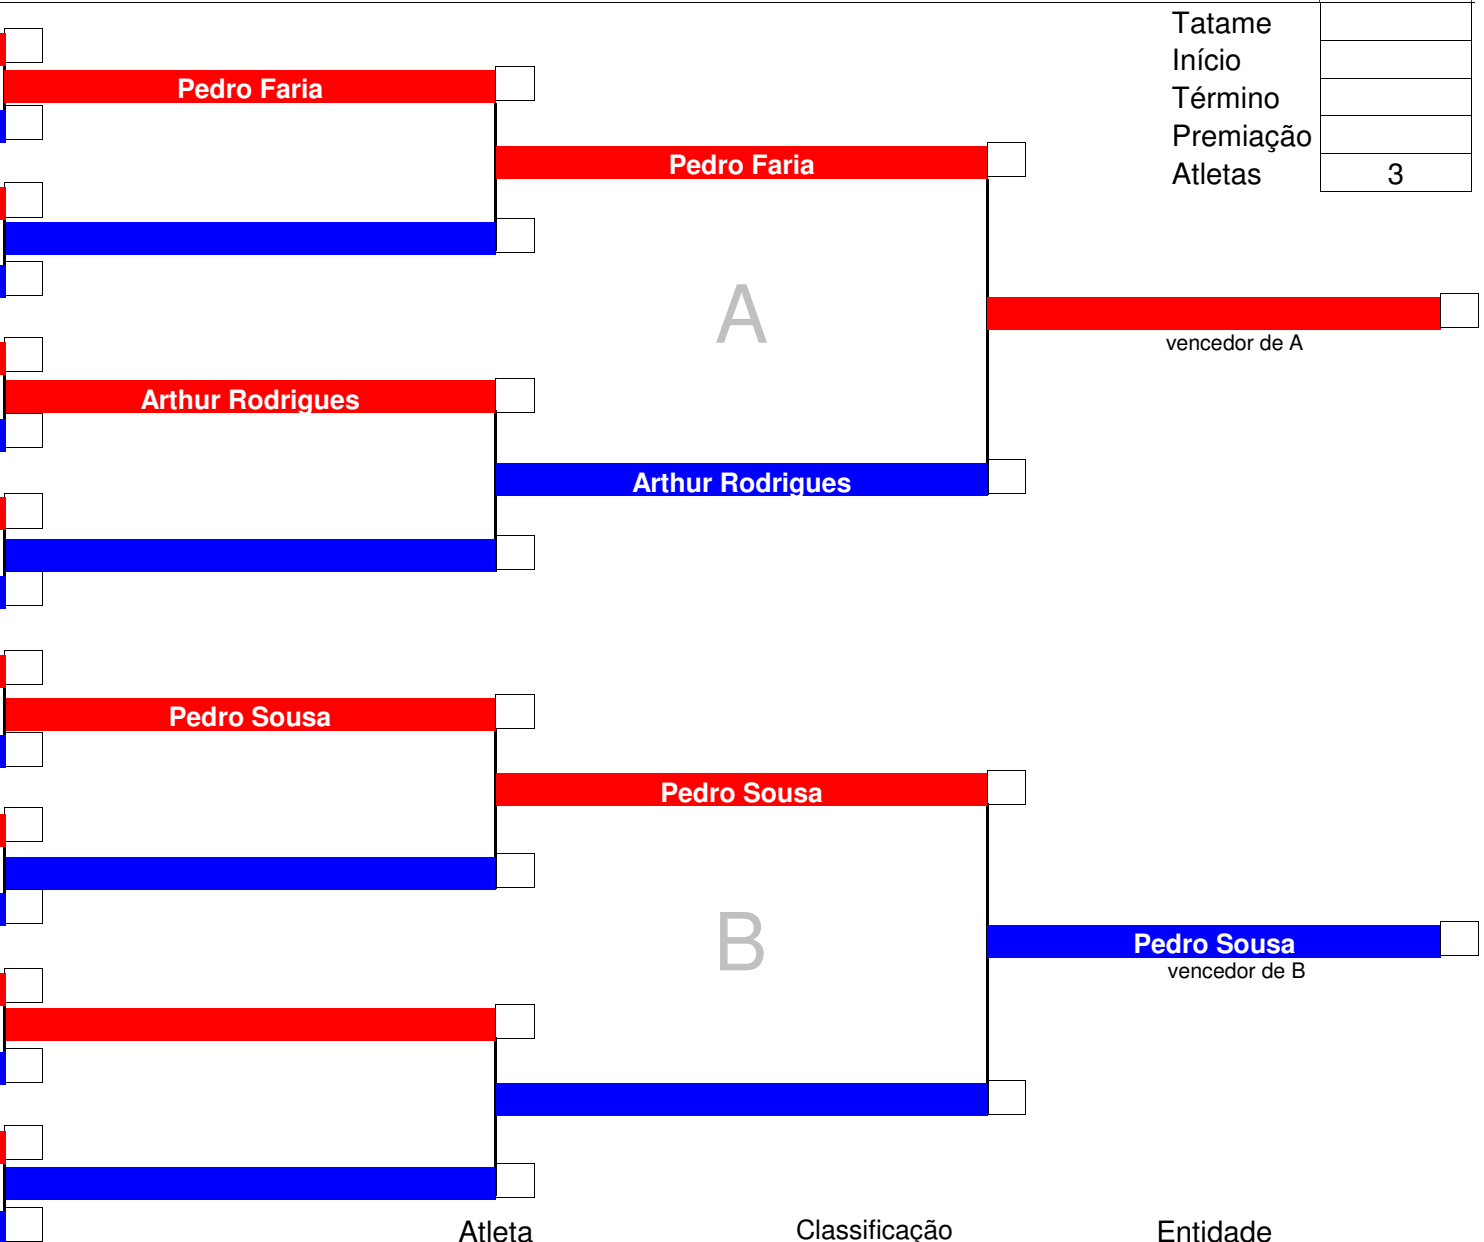 Tatame
Início
Pedro Faria
Término
Premiação
Pedro Faria
Atletas 3
A
vencedor de A
Arthur Rodrigues
Arthur Rodrigues
Pedro Sousa
Pedro Sousa
B
Pedro Sousa
vencedor de B
Atleta Classificação Entidade